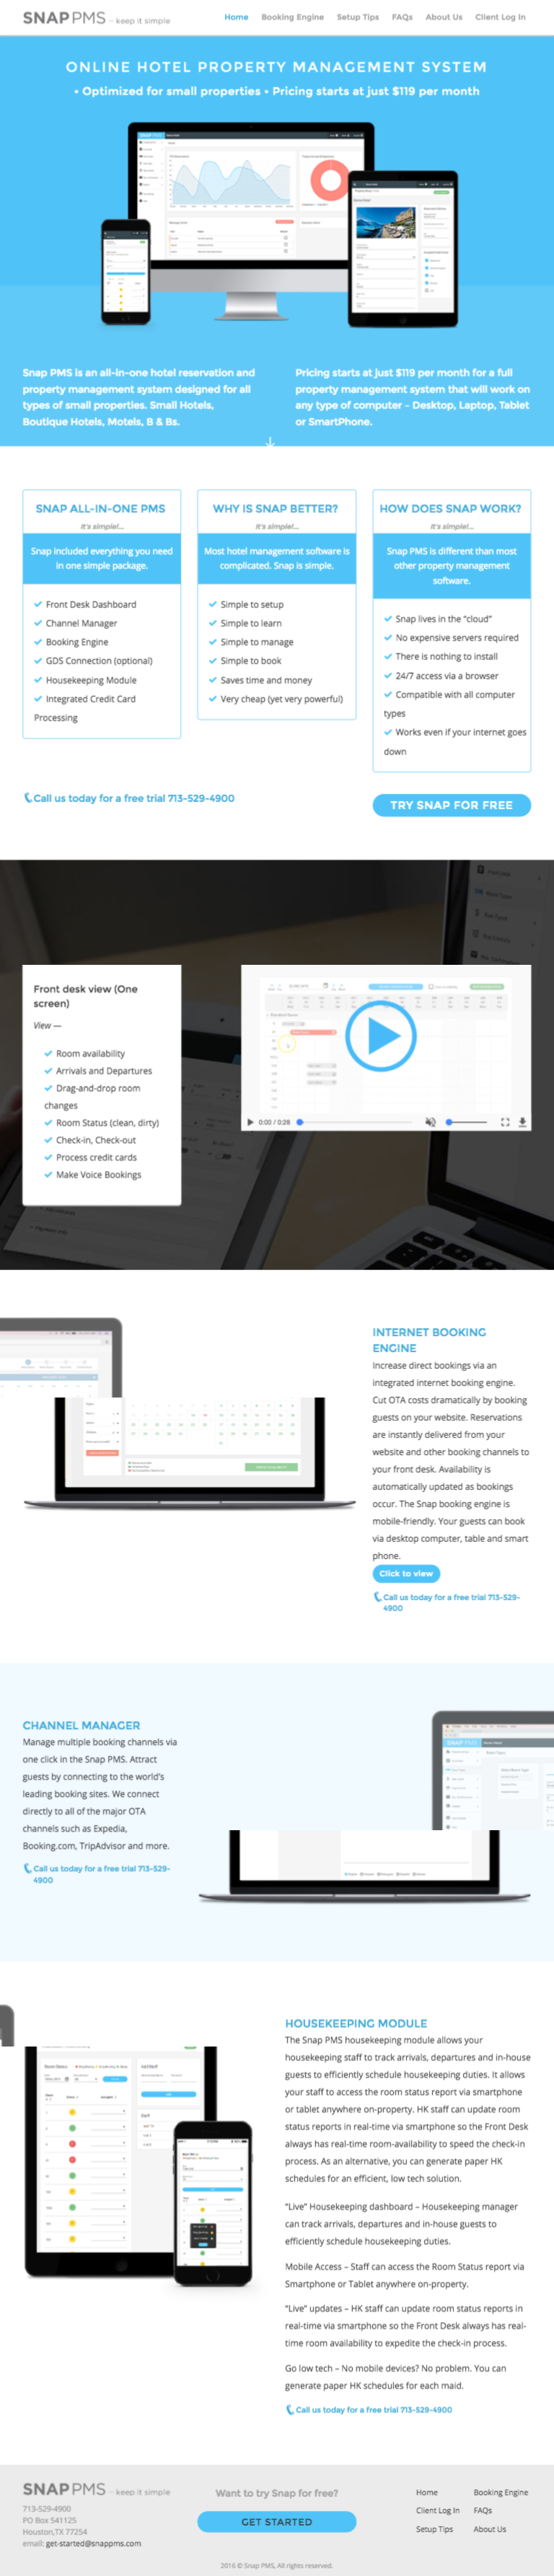 SNAP PMS – keep it simple
Home Booking Engine Setup Tips FAQs About Us Client Log In
ONLINE HOTEL PROPERTY MANAGEMENT SYSTEM
• Optimized for small properties • Pricing starts at just $119 per month
Snap PMS is an all-in-one hotel reservation and
property management system designed for all
types of small properties. Small Hotels,
Boutique Hotels, Motels, B & Bs.
Pricing starts at just $119 per month for a full
property management system that will work on
any type of computer – Desktop, Laptop, Tablet
or SmartPhone.
SNAP ALL-IN-ONE PMS
It's simple!...
Snap included everything you need
in one simple package.
Front Desk Dashboard
Channel Manager
Booking Engine
GDS Connection (optional)
Housekeeping Module
Integrated Credit Card
Processing
WHY IS SNAP BETTER?
It's simple!...
Most hotel management software is
complicated. Snap is simple.
Simple to setup
Simple to learn
Simple to manage
Simple to book
Saves time and money
Very cheap (yet very powerful)
HOW DOES SNAP WORK?
It's simple!...
Snap PMS is different than most
other property management
software.
Snap lives in the "cloud"
No expensive servers required
There is nothing to install
24/7 access via a browser
Compatible with all computer
types
Works even if your internet goes
down
Call us today for a free trial 713-529-4900
TRY SNAP FOR FREE
Front desk view (One
screen)
View —
Room availability
Arrivals and Departures
Drag-and-drop room
changes
Room Status (clean, dirty)
Check-in, Check-out
Process credit cards
Make Voice Bookings
0:00 / 0:28
INTERNET BOOKING
ENGINE
Increase direct bookings via an
integrated internet booking engine.
Cut OTA costs dramatically by booking
guests on your website. Reservations
are instantly delivered from your
website and other booking channels to
your front desk. Availability is
automatically updated as bookings
occur. The Snap booking engine is
mobile-friendly. Your guests can book
via desktop computer, table and smart
phone.
Click to view
Call us today for a free trial 713-529-
4900
CHANNEL MANAGER
Manage multiple booking channels via
one click in the Snap PMS. Attract
guests by connecting to the world's
leading booking sites. We connect
directly to all of the major OTA
channels such as Expedia,
Booking.com, TripAdvisor and more.
Call us today for a free trial 713-529-
4900
HOUSEKEEPING MODULE
The Snap PMS housekeeping module allows your
housekeeping staff to track arrivals, departures and in-house
guests to efficiently schedule housekeeping duties. It allows
your staff to access the room status report via smartphone
or tablet anywhere on-property. HK staff can update room
status reports in real-time via smartphone so the Front Desk
always has real-time room-availability to speed the check-in
process. As an alternative, you can generate paper HK
schedules for an efficient, low tech solution.
"Live" Housekeeping dashboard – Housekeeping manager
can track arrivals, departures and in-house guests to
efficiently schedule housekeeping duties.
Mobile Access – Staff can access the Room Status report via
Smartphone or Tablet anywhere on-property.
"Live" updates – HK staff can update room status reports in
real-time via smartphone so the Front Desk always has real-
time room availability to expedite the check-in process.
Go low tech – No mobile devices? No problem. You can
generate paper HK schedules for each maid.
Call us today for a free trial 713-529-4900
SNAP PMS – keep it simple
713-529-4900
PO Box 541125
Houston,TX 77254
email: get-started@snappms.com
Want to try Snap for free?
GET STARTED
Home Booking Engine
Client Log In FAQs
Setup Tips About Us
2016 © Snap PMS, All rights reserved.